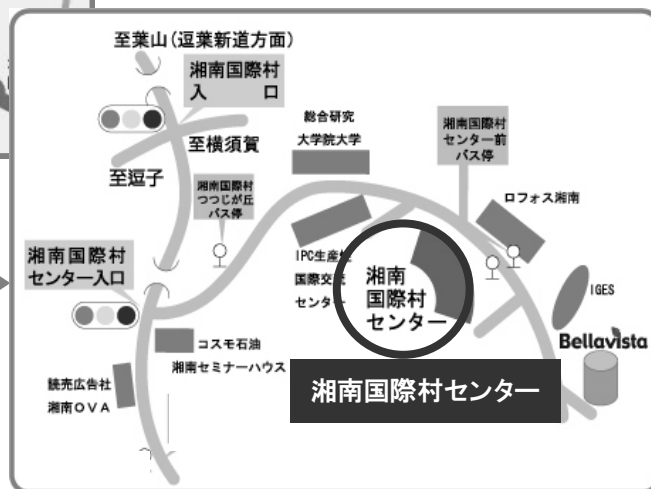 至葉山(逗葉新道方面)
湘南国際村
入 口
至横須賀
至逗子
総合研究
大学院大学
湘南国際村
センター前
バス停
湘南国際村
つつじが丘
バス停
ロフォス湘南
湘南国際村
センター入口
IPC生産性
国際交流
センター
湘南
国際村
センター
IGES
Bellavista
コスモ石油
湘南セミナーハウス
読売広告社
湘南OVA
湘南国際村センター